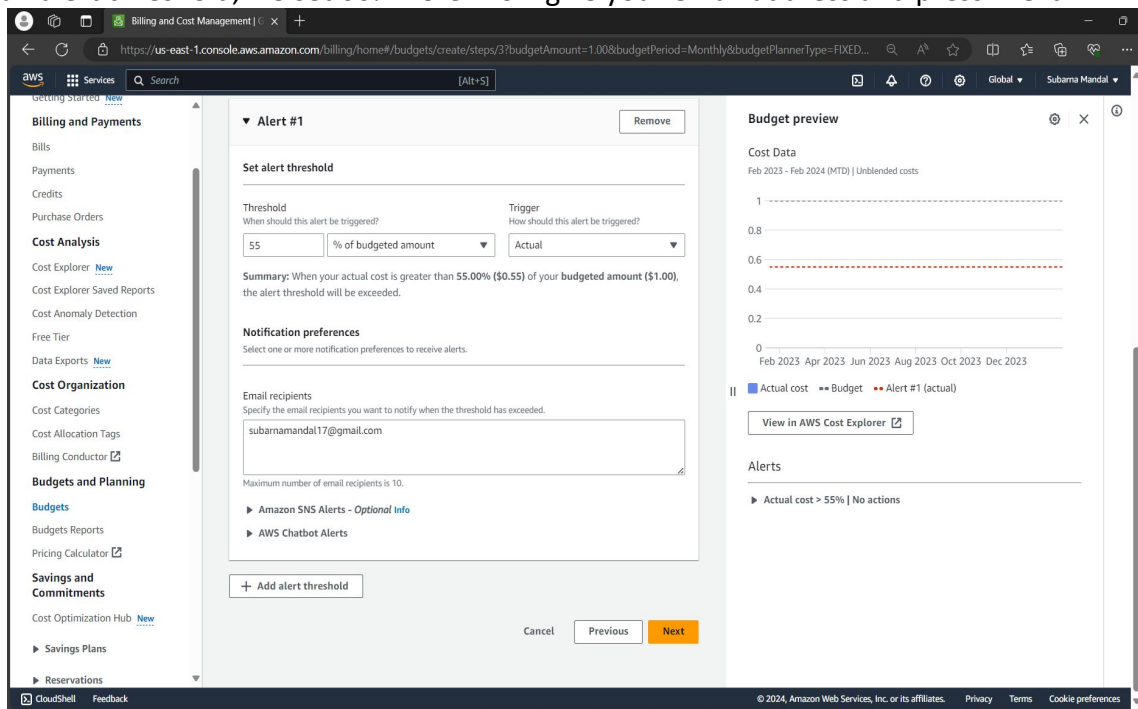 Billing and Cost Management | G
https://us-east-1.console.aws.amazon.com/billing/home#/budgets/create/steps/3?budgetAmount=1.00&budgetPeriod=Monthly&budgetPlannerType=FIXED...
aws Services Search [Alt+S] Global Subarna Mandal
Getting Started New
Billing and Payments
Bills
Payments
Credits
Purchase Orders
Cost Analysis
Cost Explorer New
Cost Explorer Saved Reports
Cost Anomaly Detection
Free Tier
Data Exports New
Cost Organization
Cost Categories
Cost Allocation Tags
Billing Conductor
Budgets and Planning
Budgets
Budgets Reports
Pricing Calculator
Savings and
Commitments
Cost Optimization Hub New
Savings Plans
Reservations
Alert #1 Remove
Set alert threshold
Threshold
When should this alert be triggered?
55 % of budgeted amount
Trigger
How should this alert be triggered?
Actual
Summary: When your actual cost is greater than 55.00% ($0.55) of your budgeted amount ($1.00),
the alert threshold will be exceeded.
Notification preferences
Select one or more notification preferences to receive alerts.
Email recipients
Specify the email recipients you want to notify when the threshold has exceeded.
subarnamandal17@gmail.com
Maximum number of email recipients is 10.
Amazon SNS Alerts - Optional Info
AWS Chatbot Alerts
+ Add alert threshold
Cancel Previous Next
Budget preview
Cost Data
Feb 2023 - Feb 2024 (MTD) | Unblended costs
1
0.8
0.6
0.4
0.2
0
Feb 2023 Apr 2023 Jun 2023 Aug 2023 Oct 2023 Dec 2023
Actual cost Budget Alert #1 (actual)
View in AWS Cost Explorer
Alerts
Actual cost > 55% | No actions
CloudShell Feedback © 2024, Amazon Web Services, Inc. or its affiliates. Privacy Terms Cookie preferences